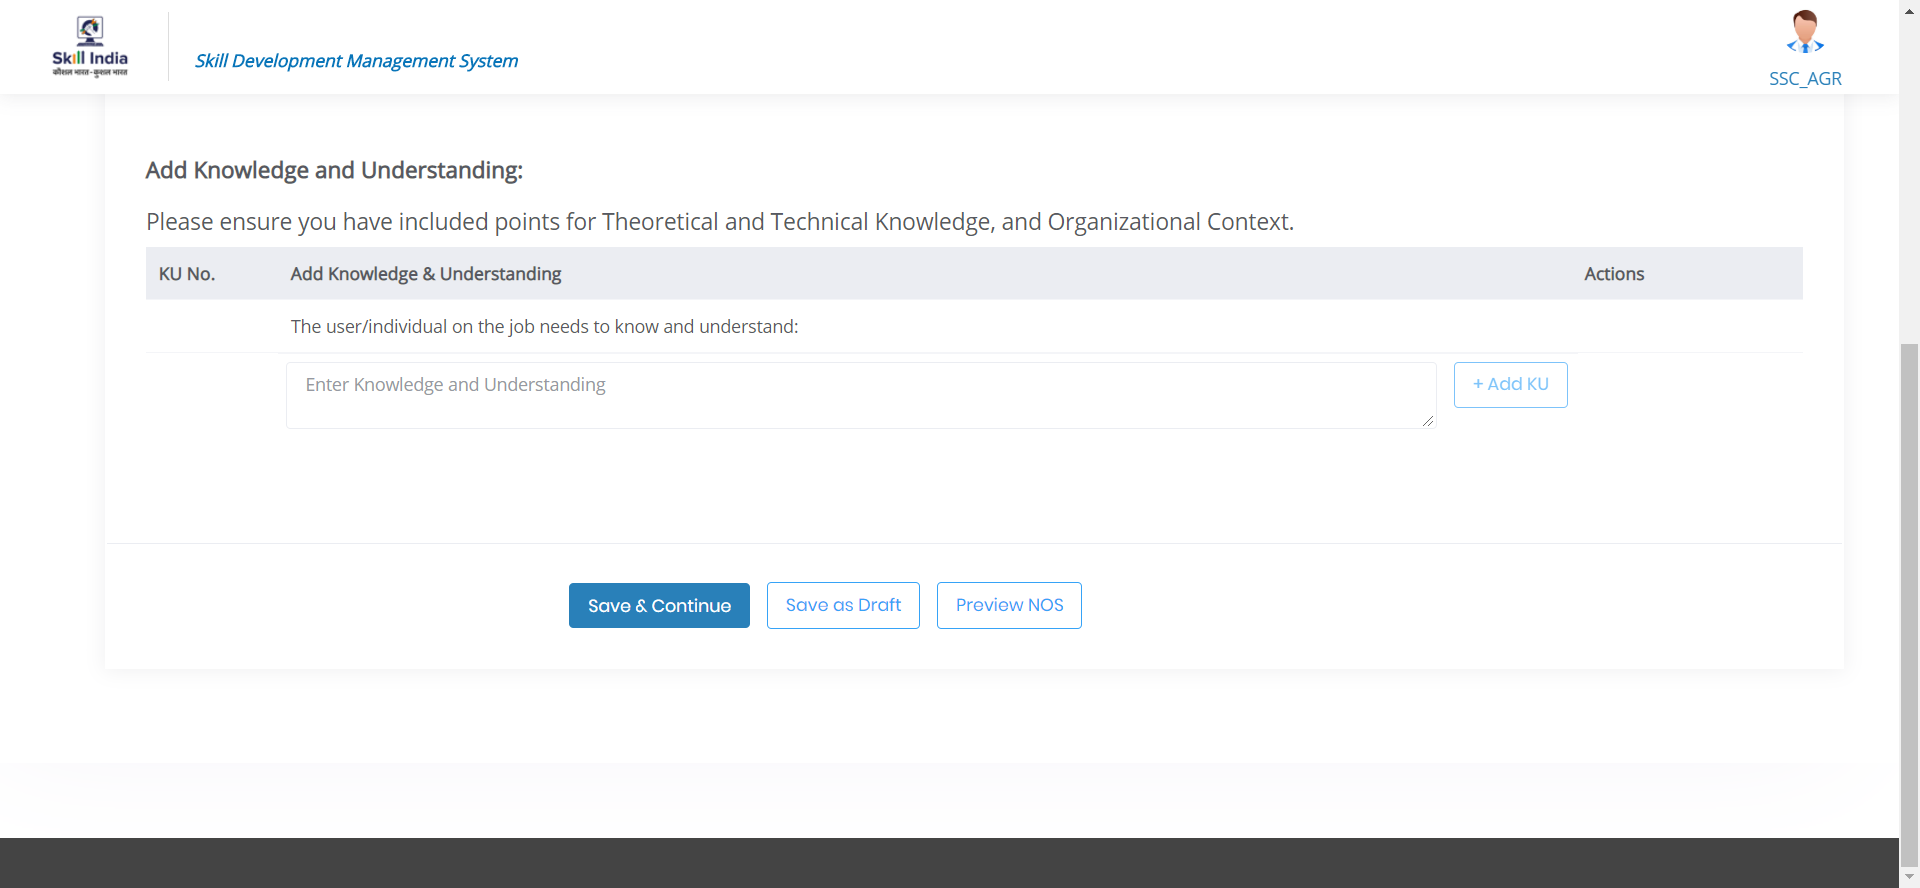 Skill India
कौशल भारत-कुशल भारत
Skill Development Management System
SSC_AGR
Add Knowledge and Understanding:
Please ensure you have included points for Theoretical and Technical Knowledge, and Organizational Context.
KU No. Add Knowledge & Understanding Actions
The user/individual on the job needs to know and understand:
Enter Knowledge and Understanding + Add KU
Save & Continue Save as Draft Preview NOS